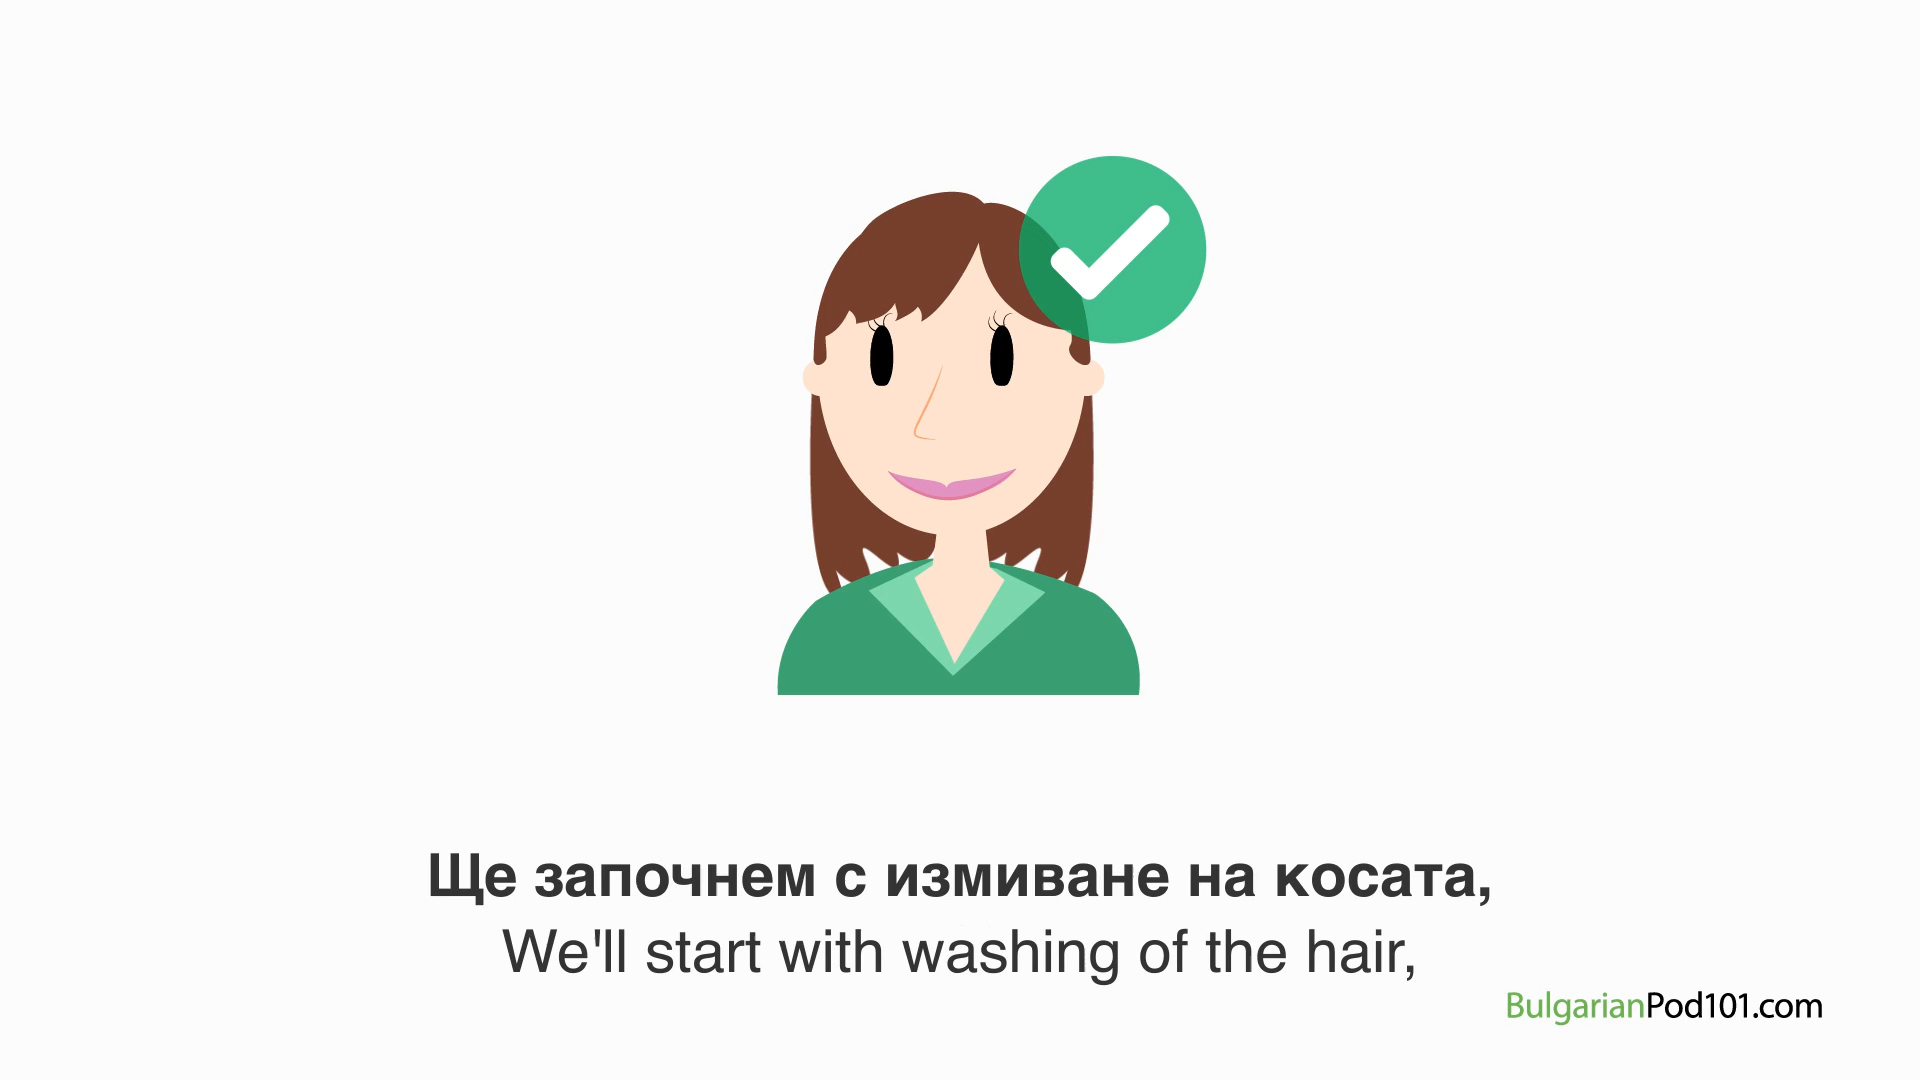 Ще започнем с измиване на косата,
We'll start with washing of the hair,
BulgarianPod101.com